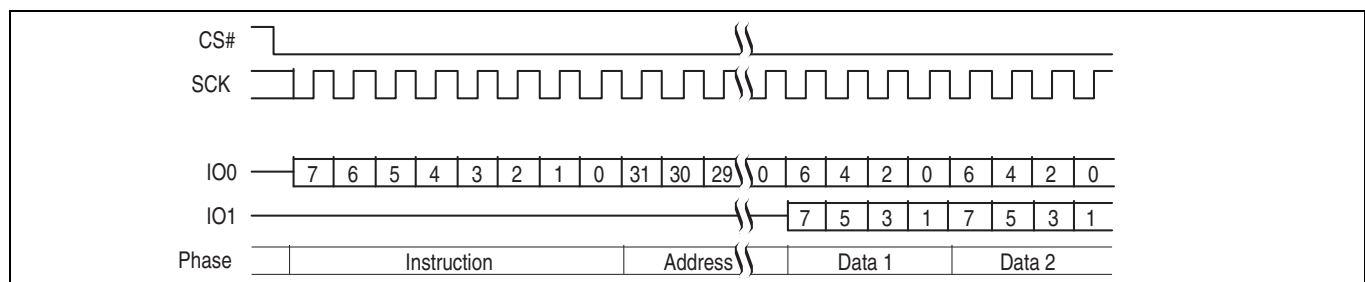 CS#
SCK
IO0 7 6 5 4 3 2 1 0 31 30 29 0 6 4 2 0 6 4 2 0
IO1 7 5 3 1 7 5 3 1
Phase Instruction Address Data 1 Data 2